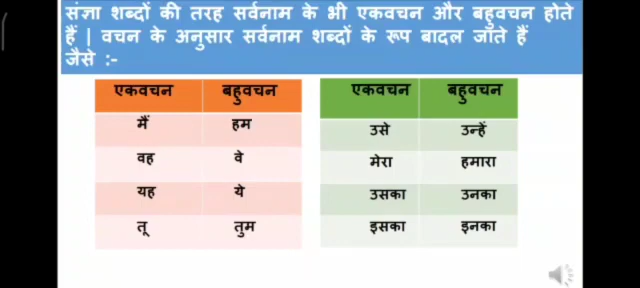 संज्ञा शब्दों की तरह सर्वनाम के भी एकवचन और बहुवचन होते
हैं | वचन के अनुसार सर्वनाम शब्दों के रूप बादल जाते हैं
जैसे :-
एकवचन बहुवचन
मैं हम
वह वे
यह ये
तू तुम
एकवचन बहुवचन
उसे उन्हें
मेरा हमारा
उसका उनका
इसका इनका